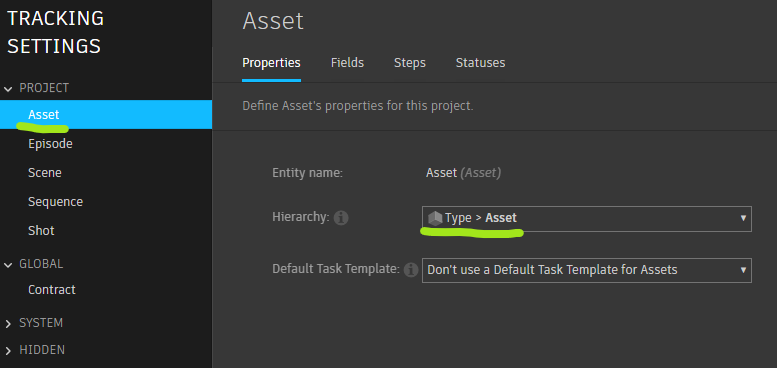 TRACKING
SETTINGS
PROJECT
Asset
Episode
Scene
Sequence
Shot
GLOBAL
Contract
SYSTEM
HIDDEN
Asset
Properties Fields Steps Statuses
Define Asset's properties for this project.
Entity name: Asset (Asset)
Hierarchy: Type > Asset
Default Task Template: Don't use a Default Task Template for Assets